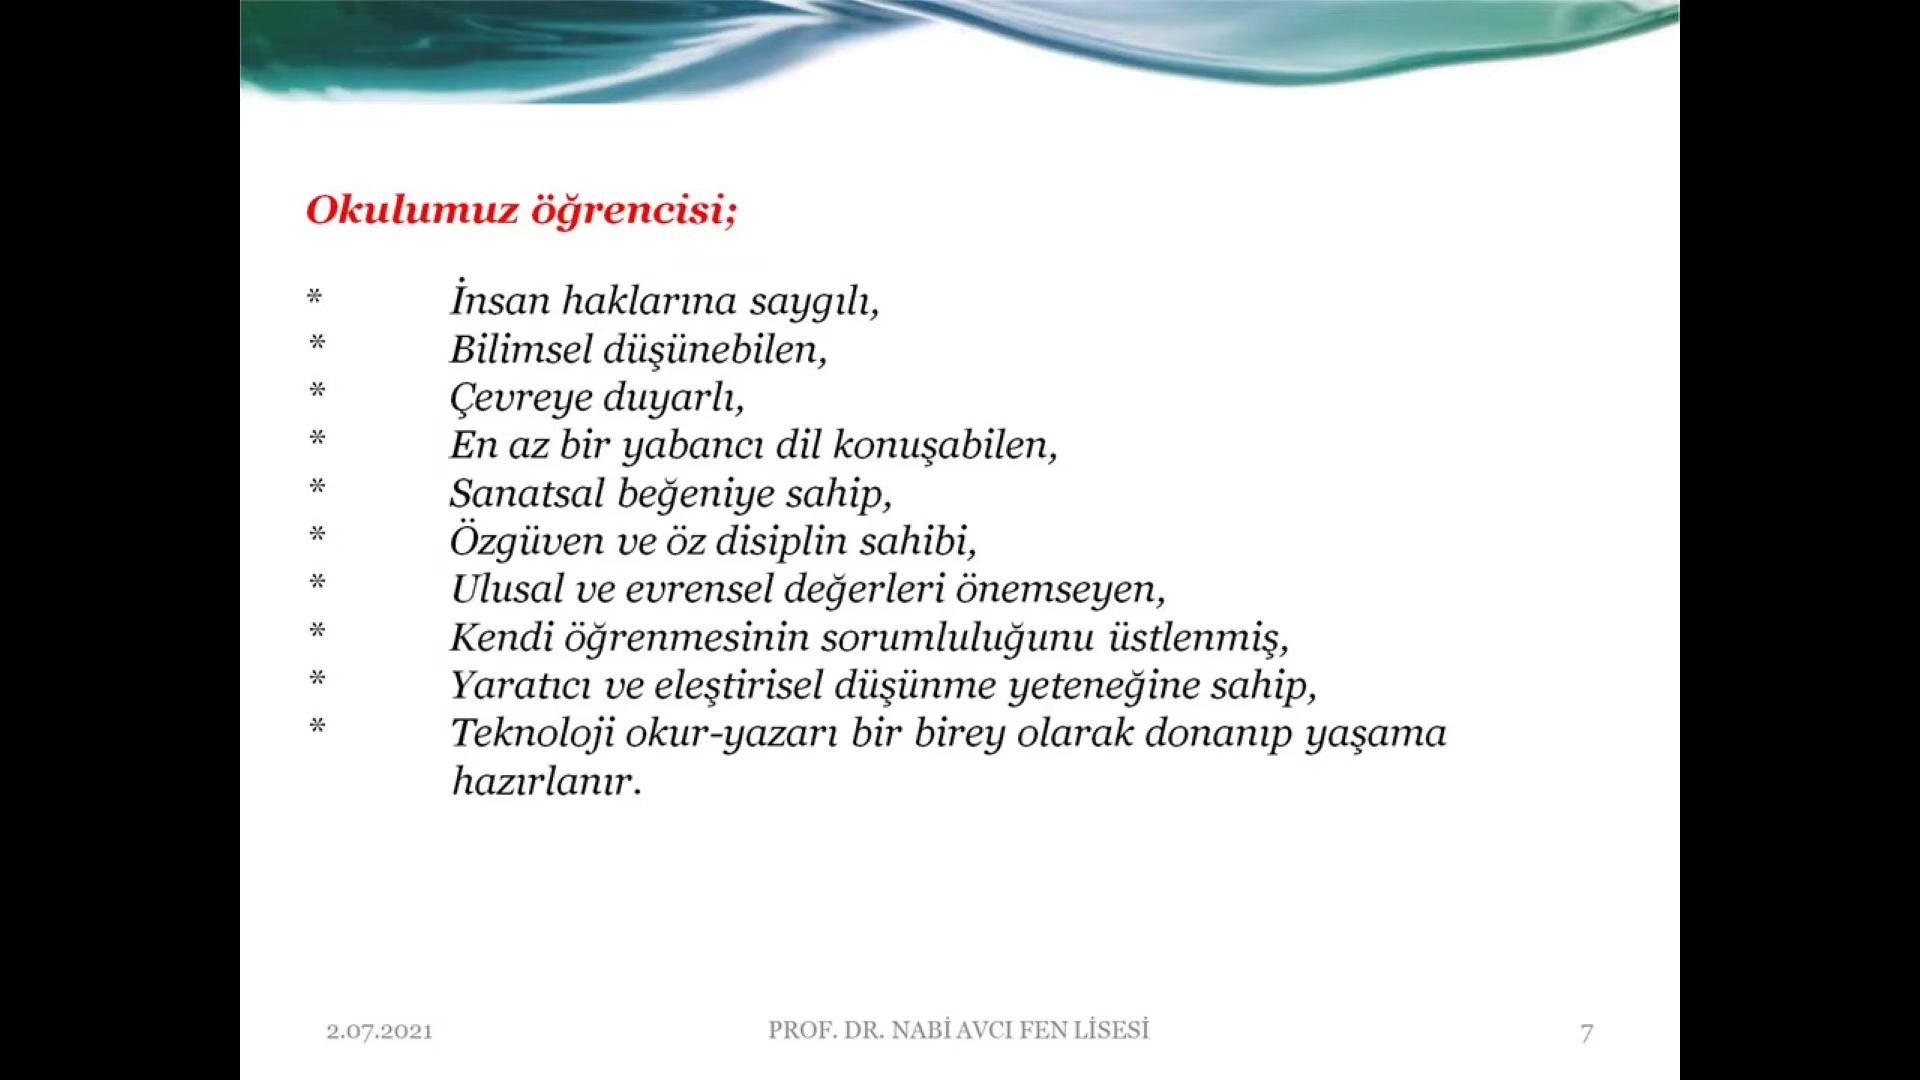 Okulumuz öğrencisi;
* İnsan haklarına saygılı,
* Bilimsel düşünebilen,
* Çevreye duyarlı,
* En az bir yabancı dil konuşabilen,
* Sanatsal beğeniye sahip,
* Özgüven ve öz disiplin sahibi,
* Ulusal ve evrensel değerleri önemseyen,
* Kendi öğrenmesinin sorumluluğunu üstlenmiş,
* Yaratıcı ve eleştirisel düşünme yeteneğine sahip,
* Teknoloji okur-yazarı bir birey olarak donanıp yaşama
hazırlanır.
2.07.2021 PROF. DR. NABİ AVCI FEN LİSESİ 7